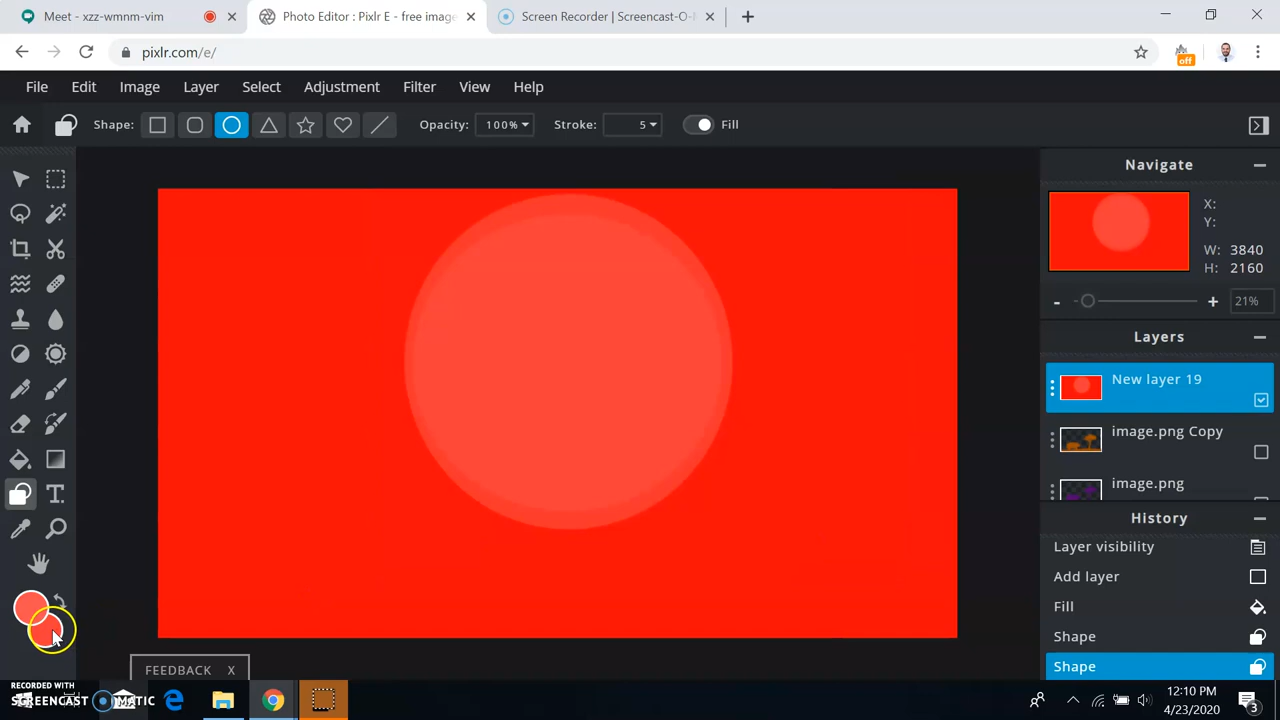 Meet - xzz-wmnm-vim
Photo Editor : Pixlr E - free image
Screen Recorder | Screencast-O-
pixlr.com/e/
off
File Edit Image Layer Select Adjustment Filter View Help
Shape: Opacity: 100% Stroke: 5 Fill
Navigate
X:
Y:
W: 3840
H: 2160
21%
Layers
New layer 19
image.png Copy
image.png
History
Layer visibility
Add layer
Fill
Shape
Shape
FEEDBACK X
RECORDED WITH
SCREENCAST MATIC
12:10 PM
4/23/2020
3